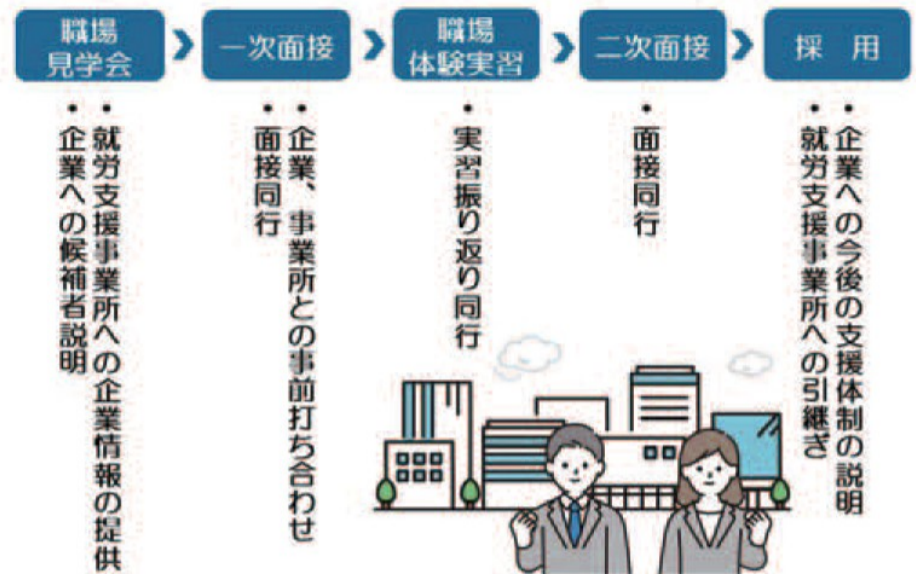 職場
見学会
一次面接
職場
体験実習
二次面接
採 用
・就労支援事業所への企業情報の提供
・企業への候補者説明
・企業、事業所との事前打ち合わせ
・面接同行
・実習振り返り同行
・面接同行
・企業への今後の支援体制の説明
・就労支援事業所への引継ぎ